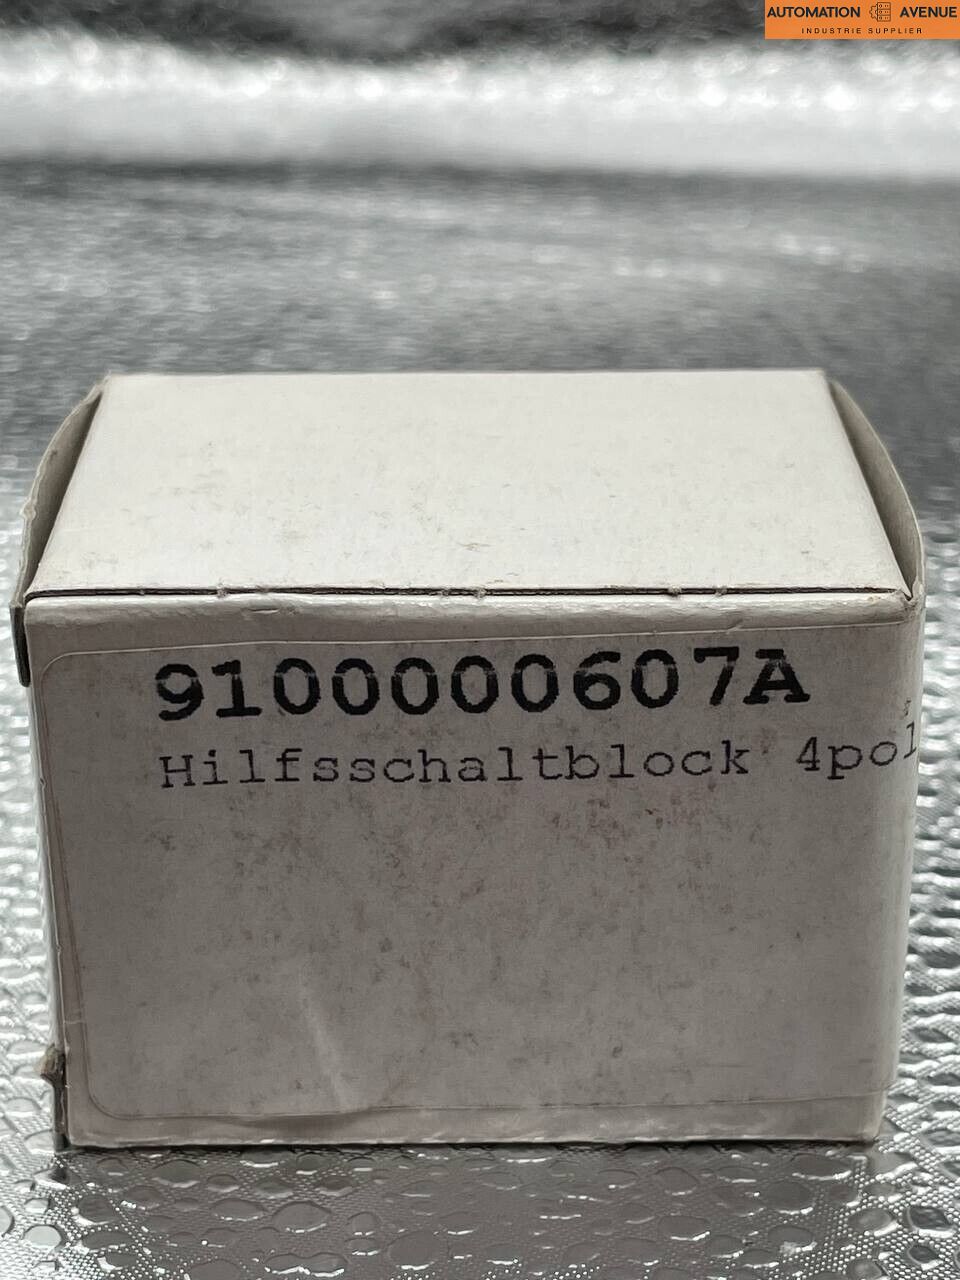 AUTOMATION AVENUE
INDUSTRIE SUPPLIER
9100000607A
Hilfsschaltblock 4pol